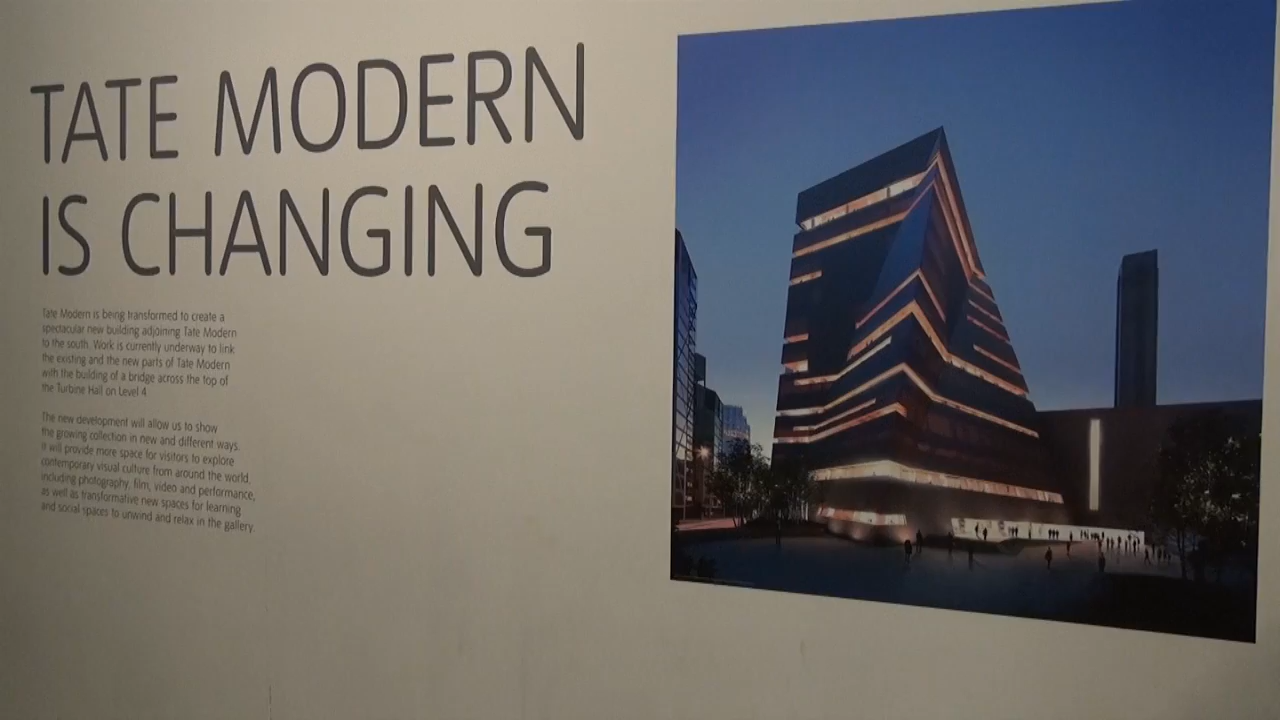 TATE MODERN
IS CHANGING
Tate Modern is being transformed to create a
spectacular new building adjoining Tate Modern
to the south. Work is currently underway to link
the existing and the new parts of Tate Modern
with the building of a bridge across the top of
the Turbine Hall on Level 4
The new development will allow us to show
the growing collection in new and different ways.
It will provide more space for visitors to explore
contemporary visual culture from around the world,
including photography, film, video and performance,
as well as transformative new spaces for learning
and social spaces to unwind and relax in the gallery.